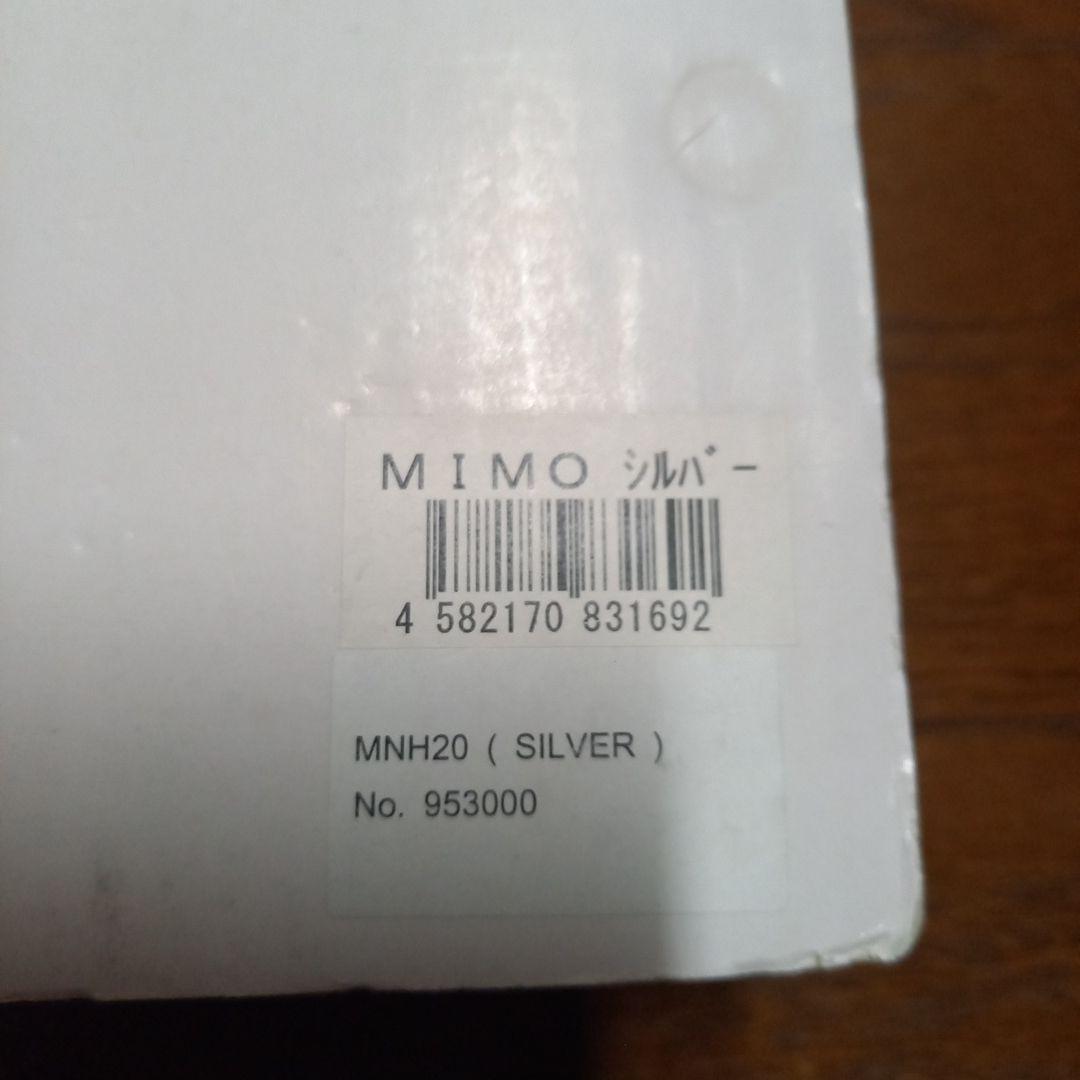 ＭＩＭＯ ｼﾙﾊﾞｰ
4 582170 831692
MNH20 ( SILVER )
No. 953000